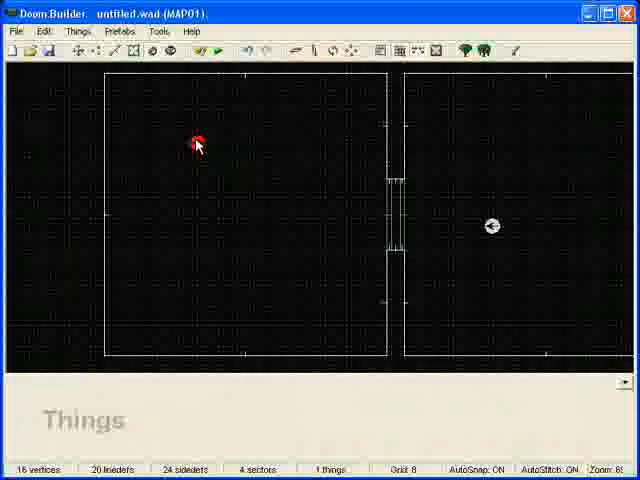 Doom Builder.   untitled.wad (MAP01)
File   Edit   Things   Prefabs   Tools   Help
Things
16 vertices   20 linedefs   24 sidedefs   4 sectors   1 things   Grid: 8   AutoSnap: ON   AutoStitch: ON   Zoom: